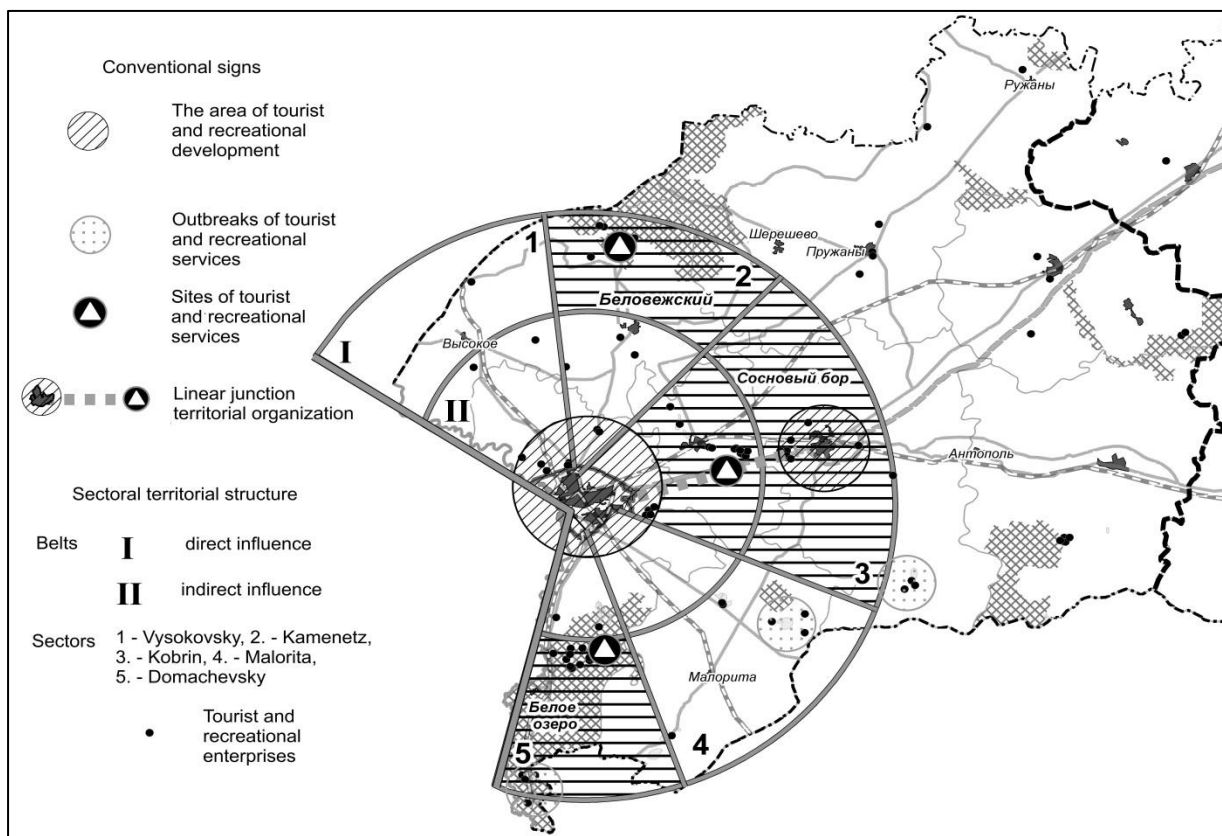 Conventional signs
The area of tourist
and recreational
development
Outbreaks of tourist
and recreational
services
Sites of tourist
and recreational
services
Linear junction
territorial organization
Sectoral territorial structure
Belts I direct influence
II indirect influence
Sectors 1 - Vysokovsky, 2. - Kamenetz,
3. - Kobrin, 4. - Malorita,
5. - Domachevsky
Tourist and
recreational
enterprises
Ружаны
1
Шерешево
Пружаны
2
Беловежский
I
Высокое
Сосновый бор
II
Антополь
3
Малорита
Белое
озеро
4
5